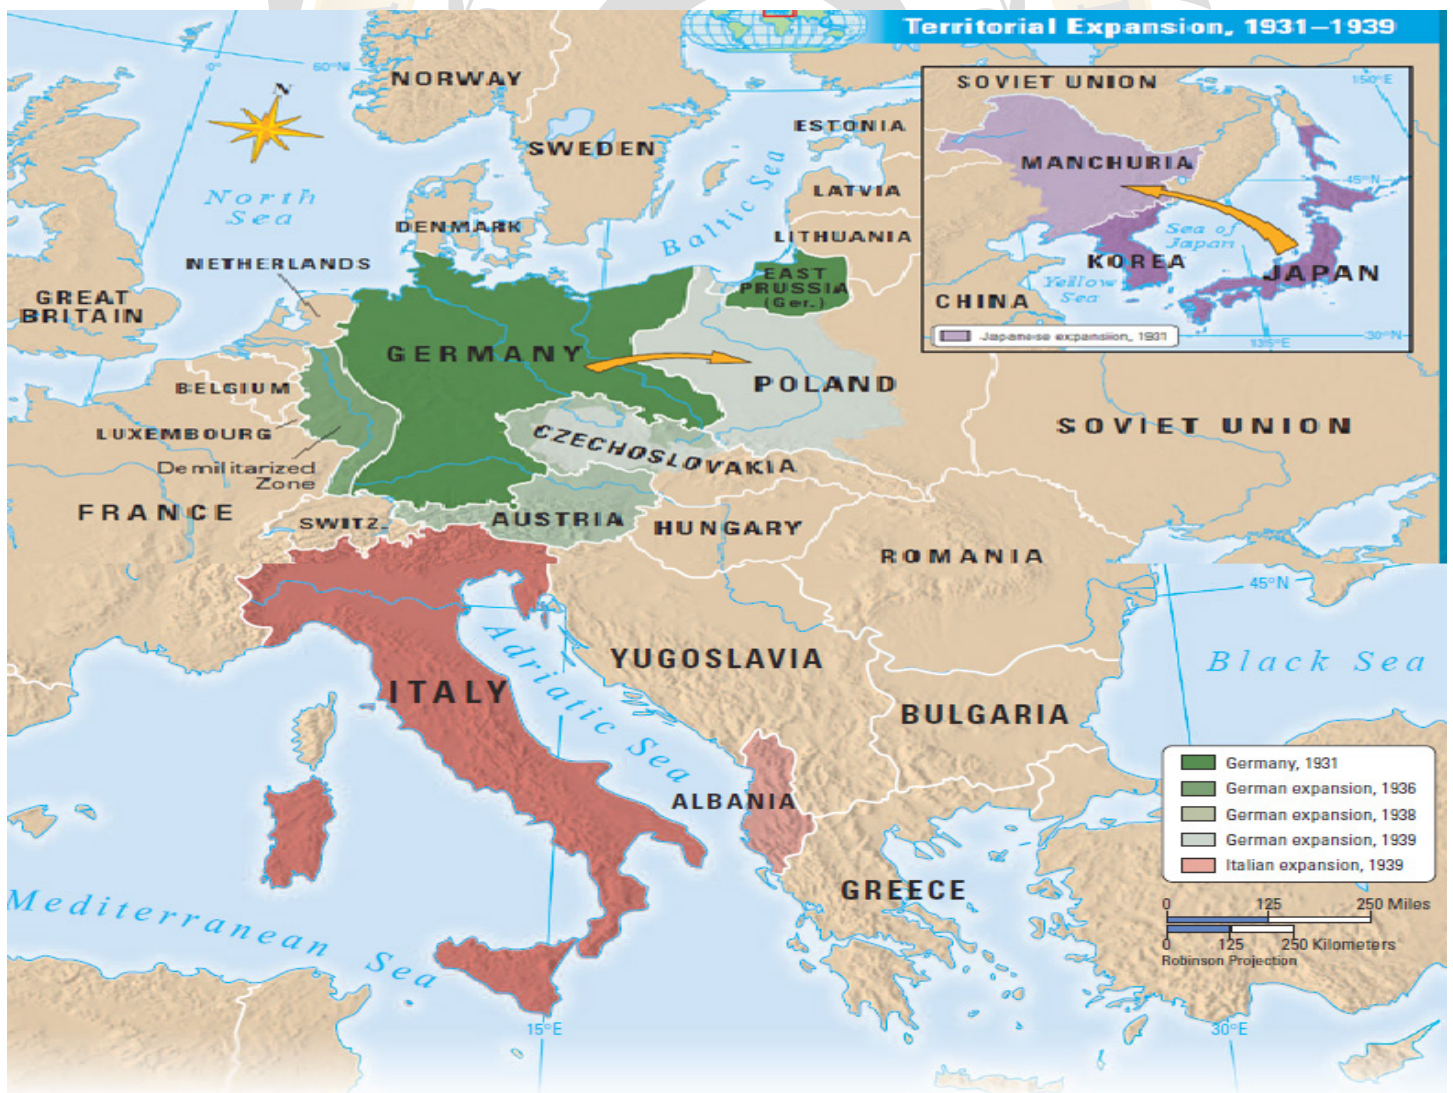 Territorial Expansion, 1931–1939
0°
60°N
N
NORWAY
SWEDEN
ESTONIA
LATVIA
LITHUANIA
North
Sea
Baltic Sea
DENMARK
NETHERLANDS
GREAT
BRITAIN
EAST
PRUSSIA
(Ger.)
GERMANY
POLAND
BELGIUM
LUXEMBOURG
Demilitarized
Zone
CZECHOSLOVAKIA
SOVIET UNION
FRANCE
SWITZ.
AUSTRIA
HUNGARY
ROMANIA
SOVIET UNION
150°E
MANCHURIA
45°N
Sea of
Japan
KOREA
JAPAN
Yellow
Sea
CHINA
Japanese expansiion, 1931
135°E
30°N
45°N
Black Sea
YUGOSLAVIA
Adriatic Sea
ITALY
BULGARIA
ALBANIA
GREECE
Mediterranean Sea
15°E
30°E
Germany, 1931
German expansion, 1936
German expansion, 1938
German expansion, 1939
Italian expansion, 1939
0 125 250 Miles
0 125 250 Kilometers
Robinson Projection